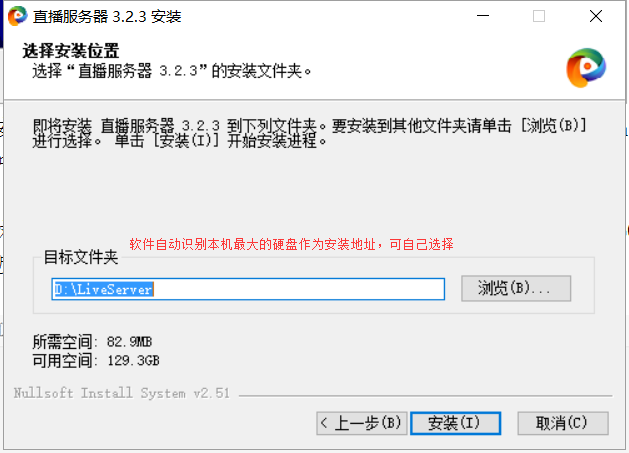 直播服务器 3.2.3 安装
选择安装位置
选择“直播服务器 3.2.3”的安装文件夹。
即将安装 直播服务器 3.2.3 到下列文件夹。要安装到其他文件夹请单击 [浏览(B)]
进行选择。 单击 [安装(I)] 开始安装进程。
软件自动识别本机最大的硬盘作为安装地址，可自己选择
目标文件夹
D:\LiveServer
浏览(B)...
所需空间: 82.9MB
可用空间: 129.3GB
Nullsoft Install System v2.51
< 上一步(B)
安装(I)
取消(C)